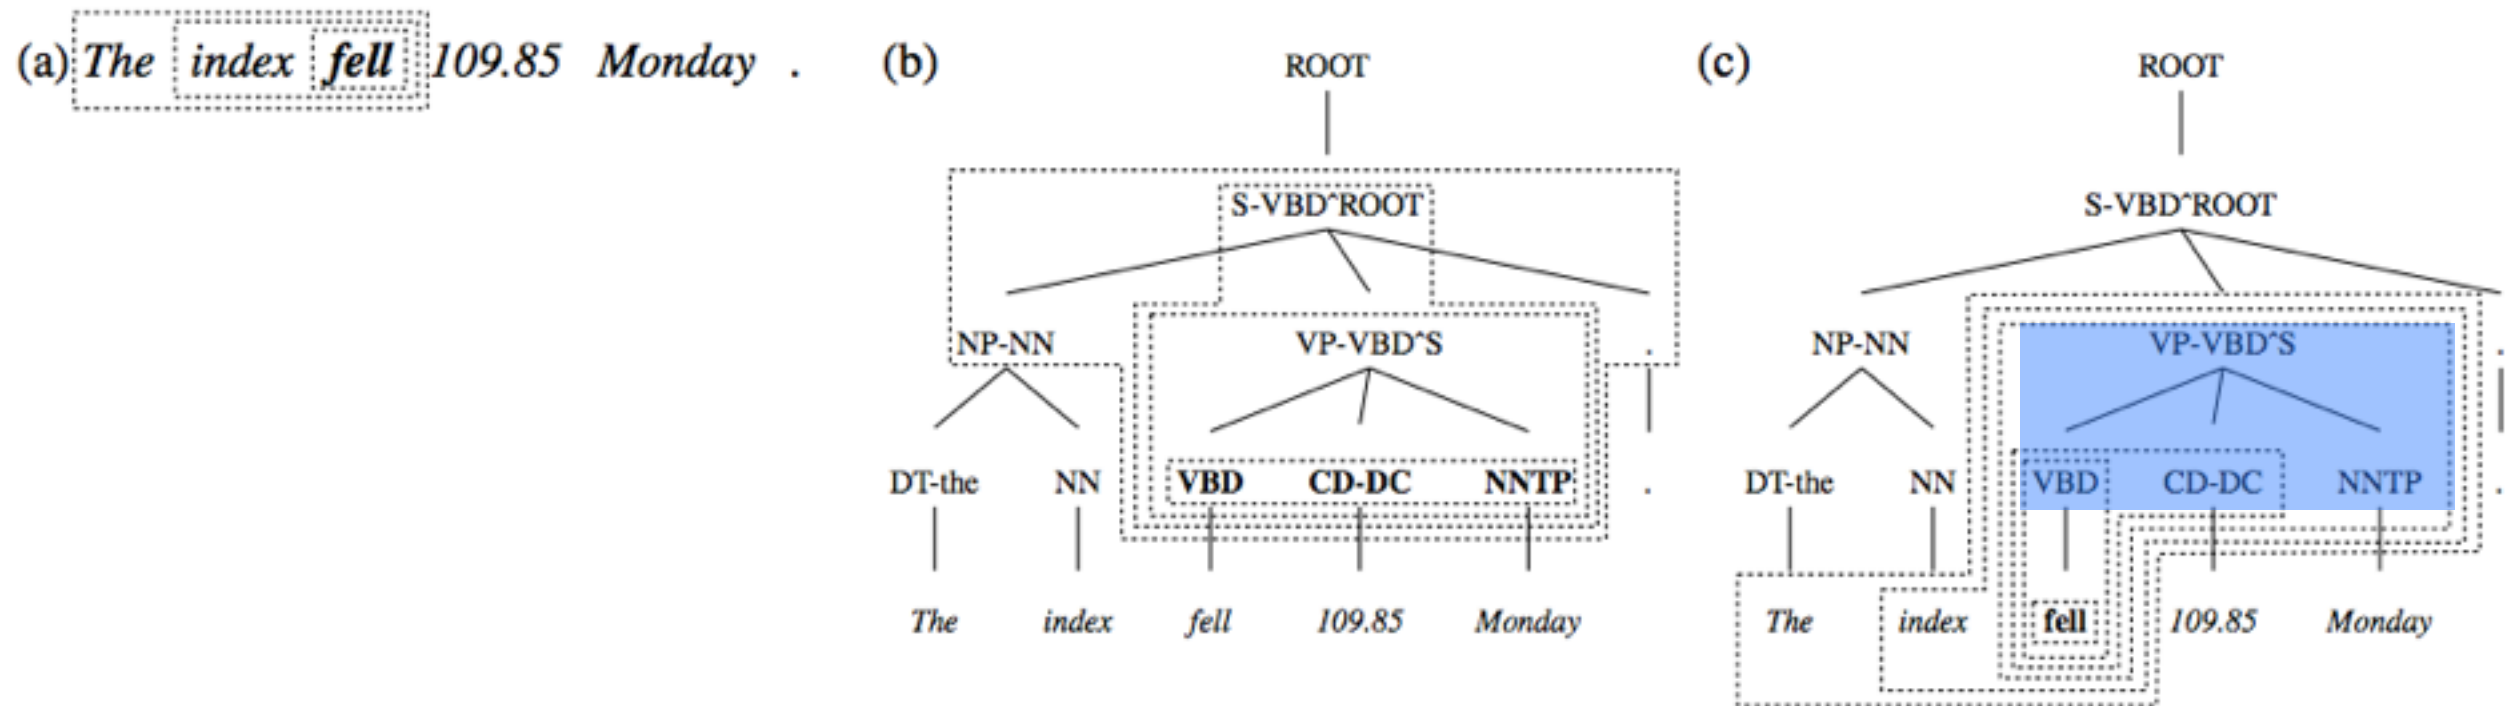 (a) The index fell 109.85 Monday .
(b)
ROOT
S-VBD^ROOT
NP-NN VP-VBD^S .
DT-the NN VBD CD-DC NNTP .
The index fell 109.85 Monday
(c)
ROOT
S-VBD^ROOT
NP-NN VP-VBD^S .
DT-the NN VBD CD-DC NNTP .
The index fell 109.85 Monday